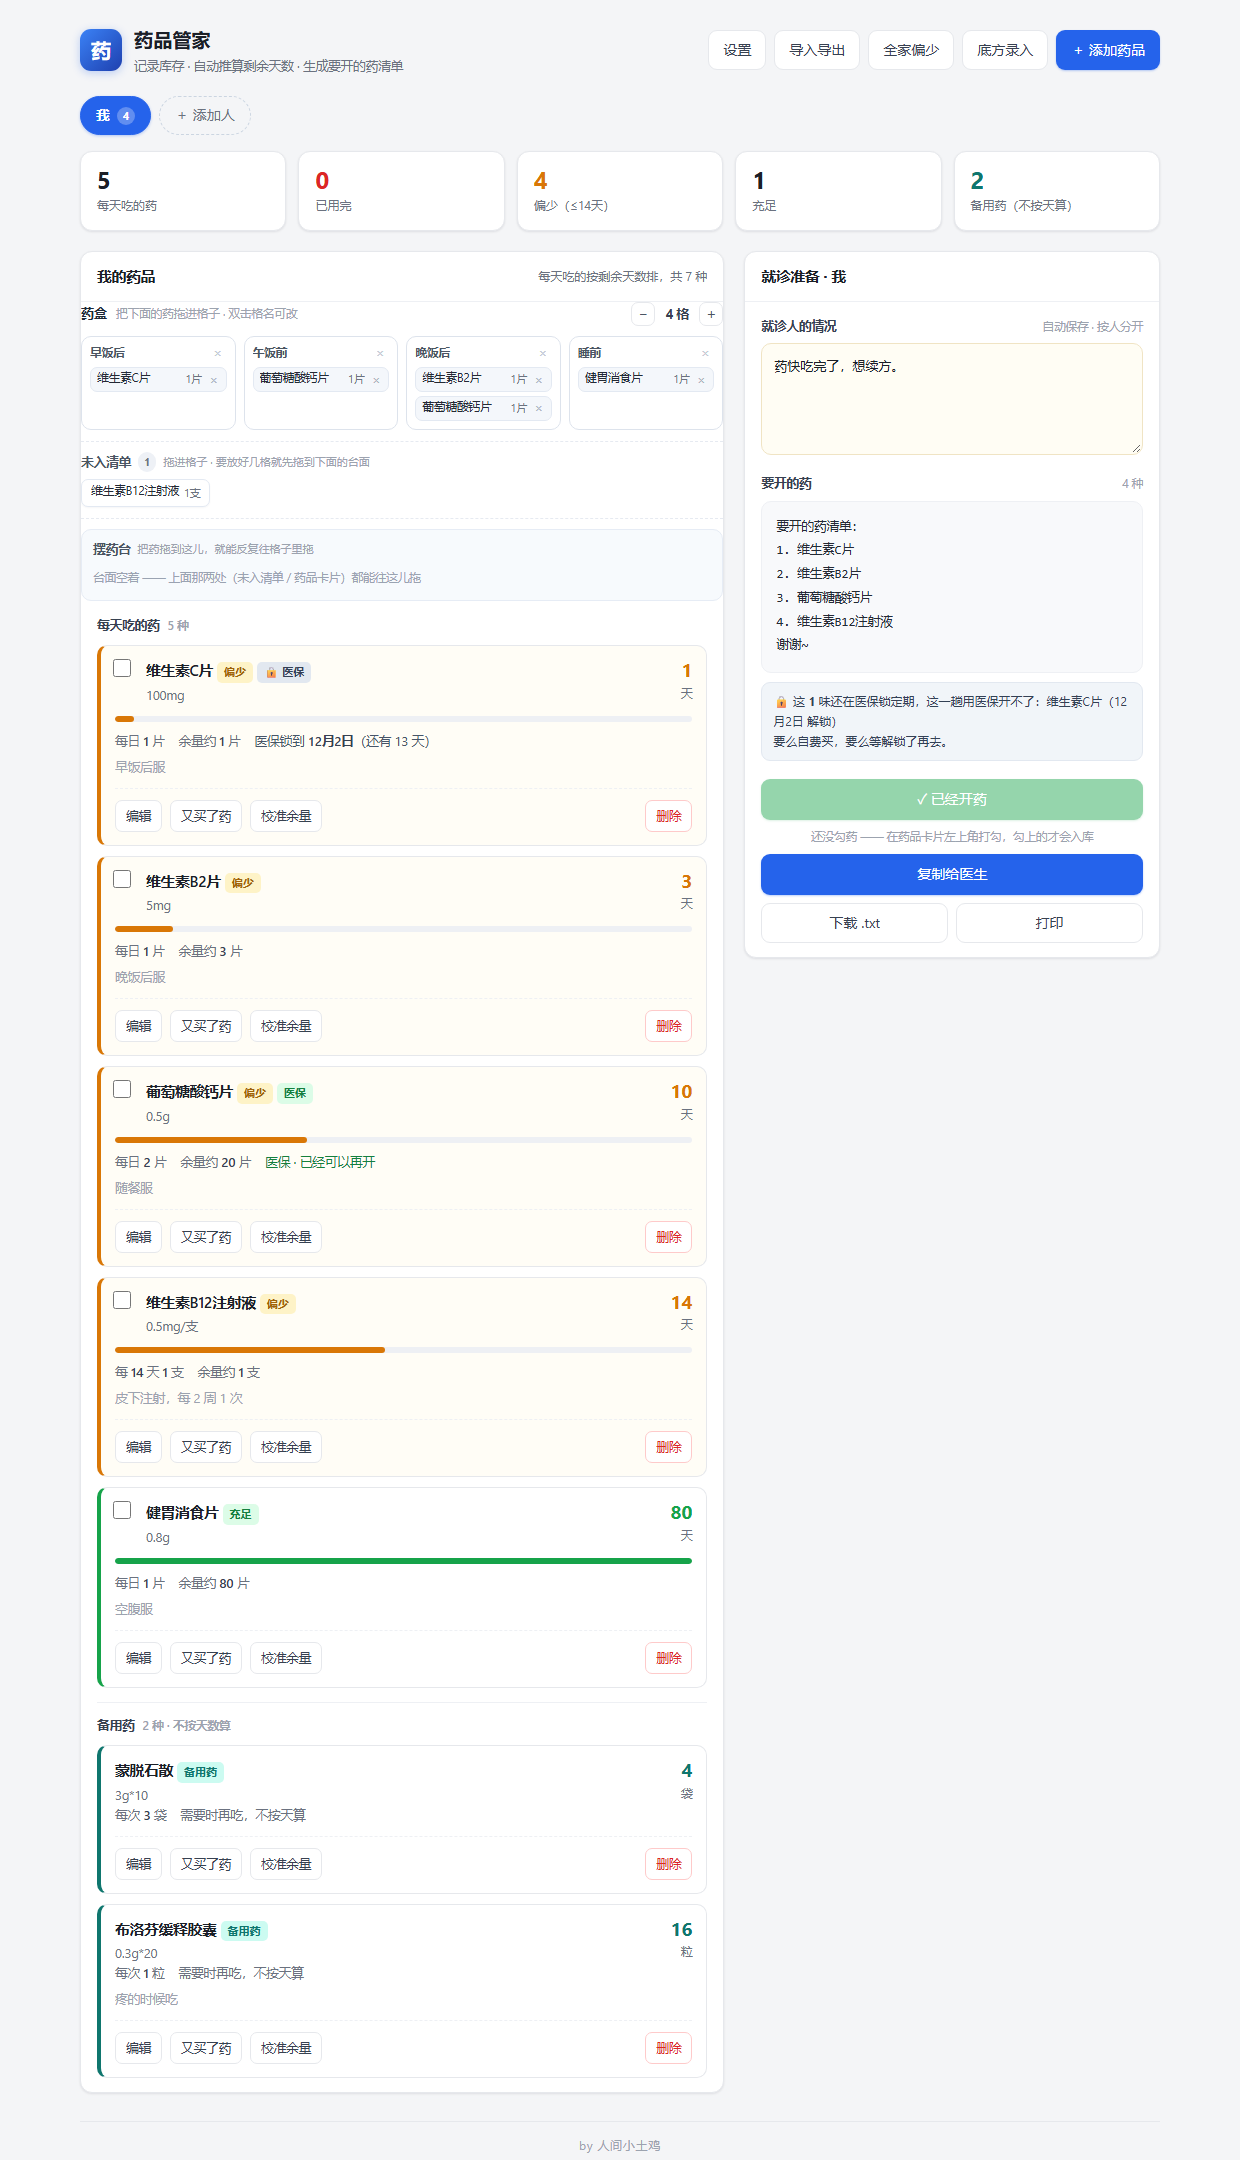 药
药品管家
记录库存 · 自动推算剩余天数 · 生成要开的药清单
设置
导入导出
全家偏少
底方录入
+ 添加药品
我 4
+ 添加人
5
每天吃的药
0
已用完
4
偏少（≤14天）
1
充足
2
备用药（不按天算）
我的药品
每天吃的按剩余天数排，共 7 种
药盒 把下面的药拖进格子 · 双击格名可改
− 4 格 +
早饭后 ×
维生素C片 1片 ×
午饭前 ×
葡萄糖酸钙片 1片 ×
晚饭后 ×
维生素B2片 1片 ×
葡萄糖酸钙片 1片 ×
睡前 ×
健胃消食片 1片 ×
未入清单 1 拖进格子 · 要放好几格就先拖到下面的台面
维生素B12注射液 1支
摆药台 把药拖到这儿，就能反复往格子里拖
台面空着 —— 上面那两处（未入清单 / 药品卡片）都能往这儿拖
每天吃的药 5 种
维生素C片 偏少 🔒 医保
100mg
1
天
每日 1 片 余量约 1 片 医保锁到 12月2日（还有 13 天）
早饭后服
编辑 又买了药 校准余量 删除
维生素B2片 偏少
5mg
3
天
每日 1 片 余量约 3 片
晚饭后服
编辑 又买了药 校准余量 删除
葡萄糖酸钙片 偏少 医保
0.5g
10
天
每日 2 片 余量约 20 片 医保 · 已经可以再开
随餐服
编辑 又买了药 校准余量 删除
维生素B12注射液 偏少
0.5mg/支
14
天
每 14 天 1 支 余量约 1 支
皮下注射，每 2 周 1 次
编辑 又买了药 校准余量 删除
健胃消食片 充足
0.8g
80
天
每日 1 片 余量约 80 片
空腹服
编辑 又买了药 校准余量 删除
备用药 2 种 · 不按天数算
蒙脱石散 备用药
3g*10
4
袋
每次 3 袋 需要时再吃，不按天算
编辑 又买了药 校准余量 删除
布洛芬缓释胶囊 备用药
0.3g*20
16
粒
每次 1 粒 需要时再吃，不按天算
疼的时候吃
编辑 又买了药 校准余量 删除
就诊准备 · 我
就诊人的情况
自动保存 · 按人分开
药快吃完了，想续方。
要开的药
4 种
要开的药清单：
1. 维生素C片
2. 维生素B2片
3. 葡萄糖酸钙片
4. 维生素B12注射液
谢谢~
🔒 这 1 味还在医保锁定期，这一趟用医保开不了：维生素C片（12
月2日 解锁）
要么自费买，要么等解锁了再去。
✓ 已经开药
还没勾药 —— 在药品卡片左上角打勾，勾上的才会入库
复制给医生
下载 .txt
打印
by 人间小土鸡